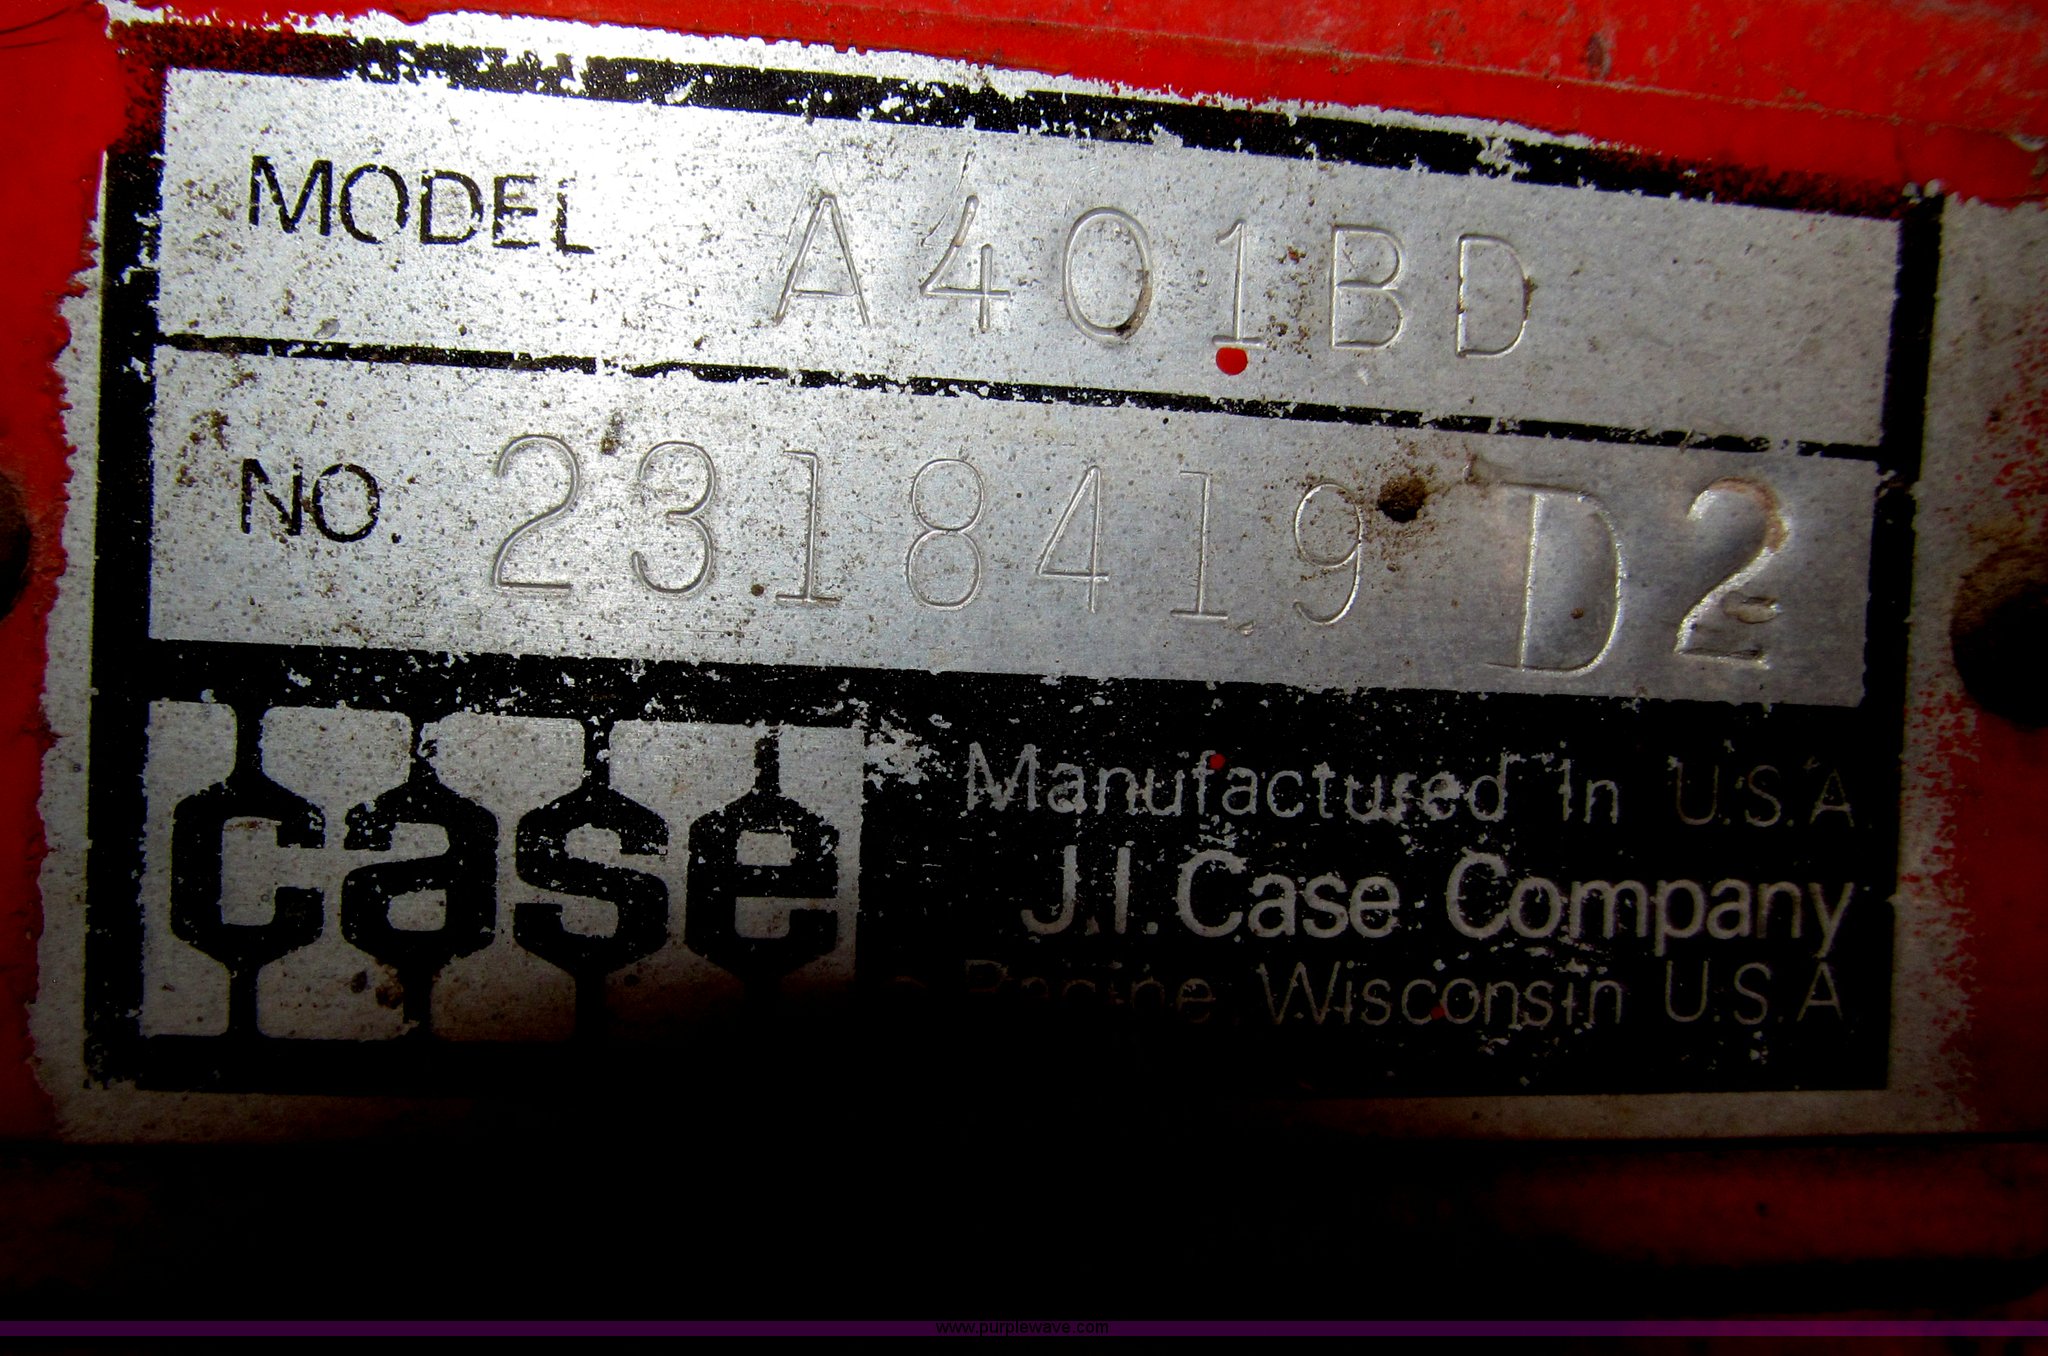 MODEL A401BD
NO. 2318419 D2
case
Manufactured In U.S.A.
J.I. Case Company
Racine, Wisconsin U.S.A.
www.purplewave.com